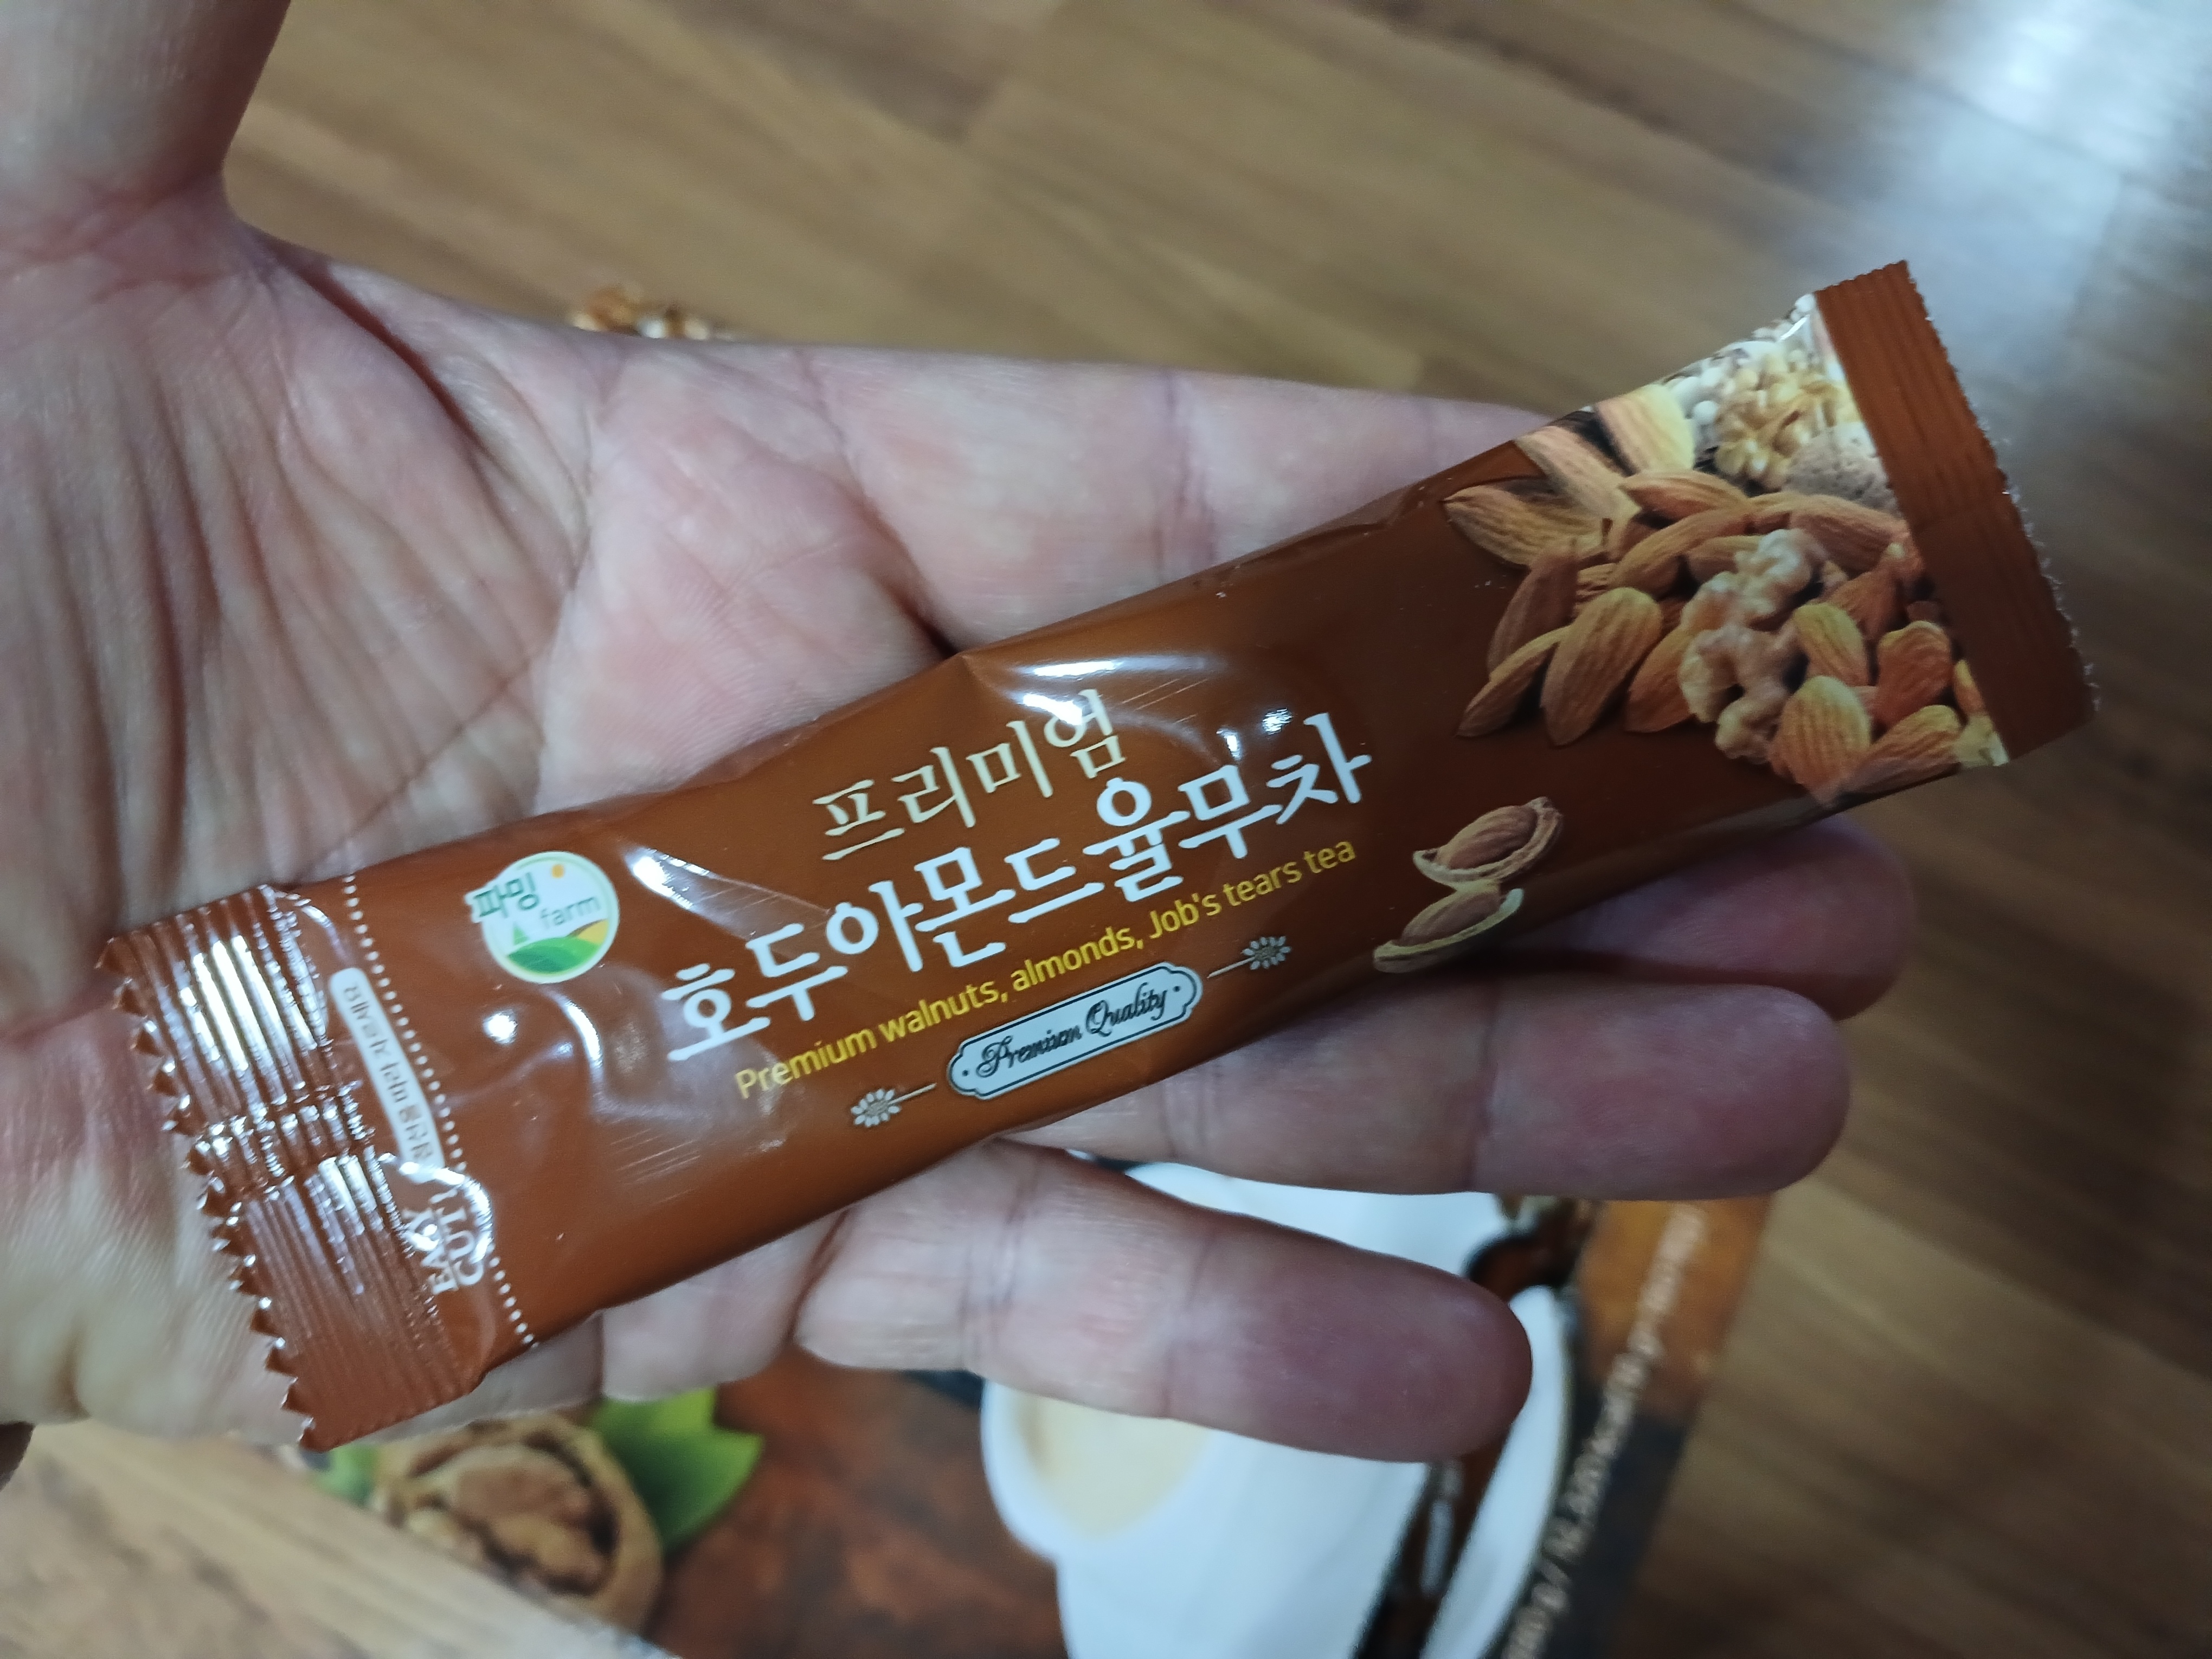 파밍
farm
프리미엄
호두아몬드율무차
Premium walnuts, almonds, Job's tears tea
Premium Quality
EASY
CUT